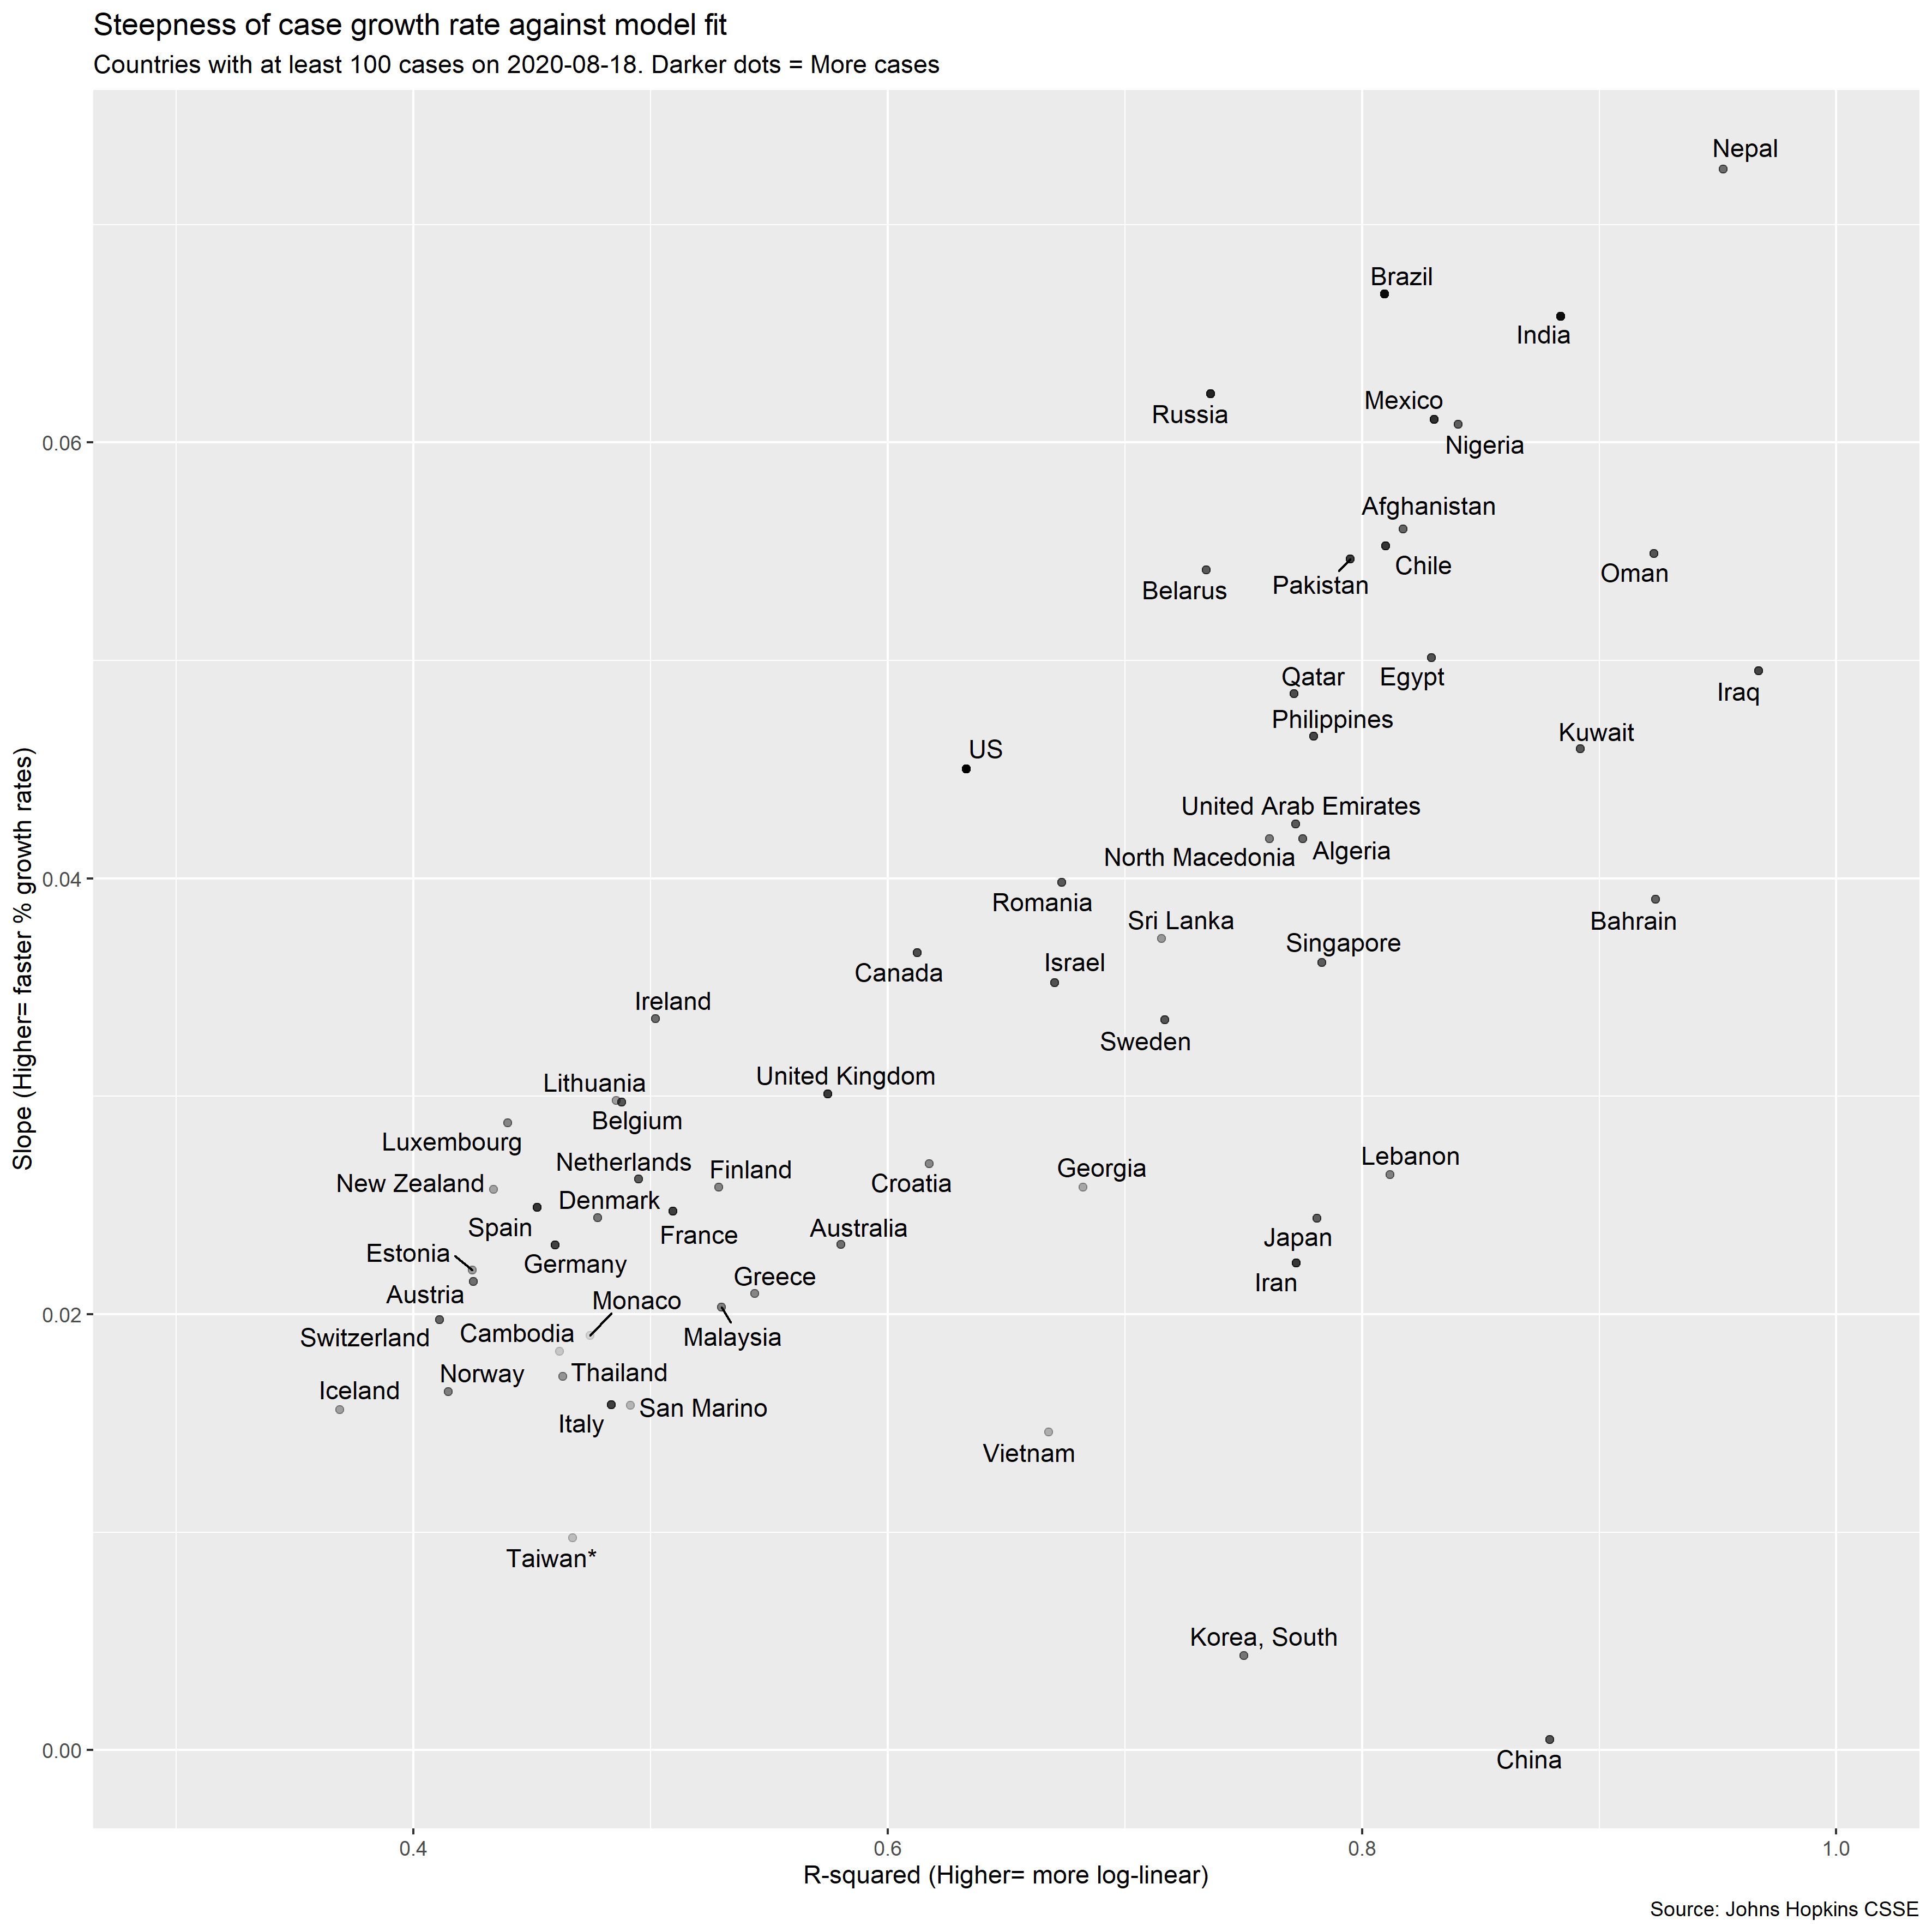 Steepness of case growth rate against model fit
Countries with at least 100 cases on 2020-08-18. Darker dots = More cases
Nepal
Brazil
India
Russia
Mexico
Nigeria
0.06
Afghanistan
Chile
Pakistan
Oman
Belarus
Qatar
Egypt
Iraq
Philippines
Kuwait
US
United Arab Emirates
North Macedonia
Algeria
0.04
Romania
Sri Lanka
Bahrain
Singapore
Canada
Israel
Ireland
Sweden
United Kingdom
Lithuania
Belgium
Luxembourg
Netherlands
Finland
Croatia
Georgia
Lebanon
New Zealand
Denmark
Spain
France
Australia
Japan
Estonia
Germany
Greece
Iran
Austria
Monaco
0.02
Switzerland
Cambodia
Malaysia
Norway
Thailand
Iceland
Italy
San Marino
Vietnam
Taiwan*
Korea, South
0.00
China
Slope (Higher= faster % growth rates)
0.4
0.6
0.8
1.0
R-squared (Higher= more log-linear)
Source: Johns Hopkins CSSE